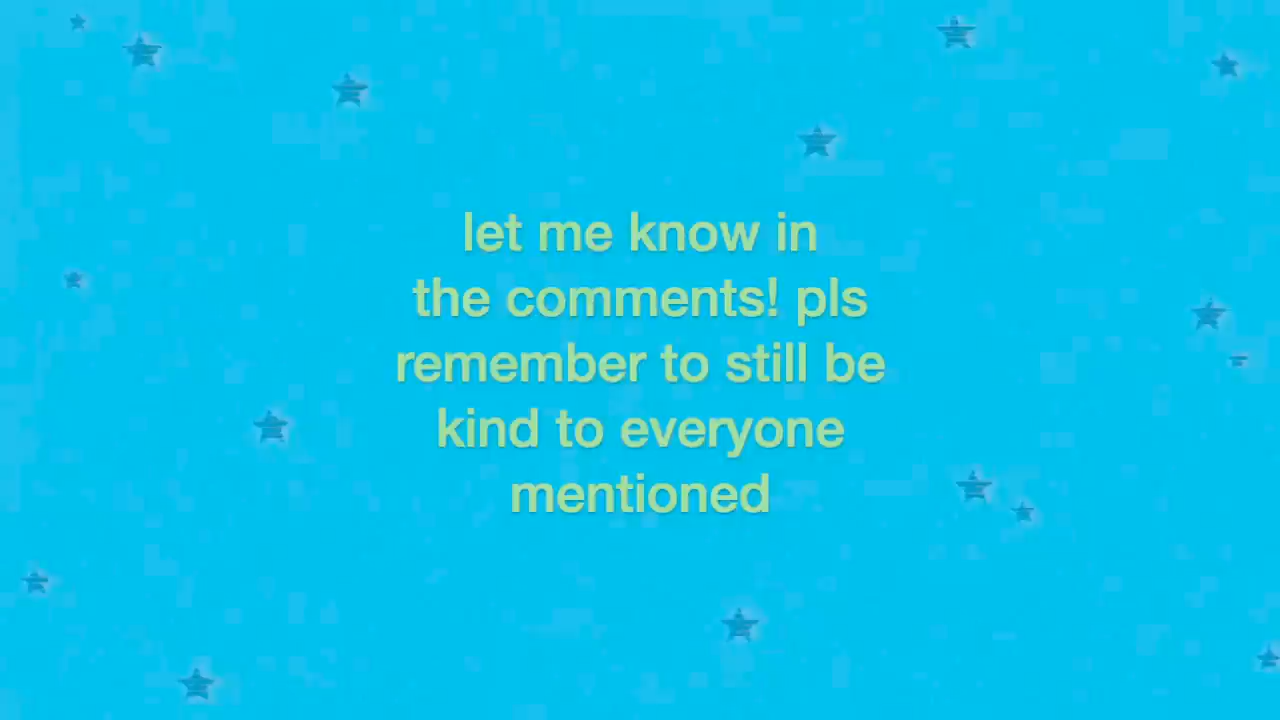 let me know in
the comments! pls
remember to still be
kind to everyone
mentioned